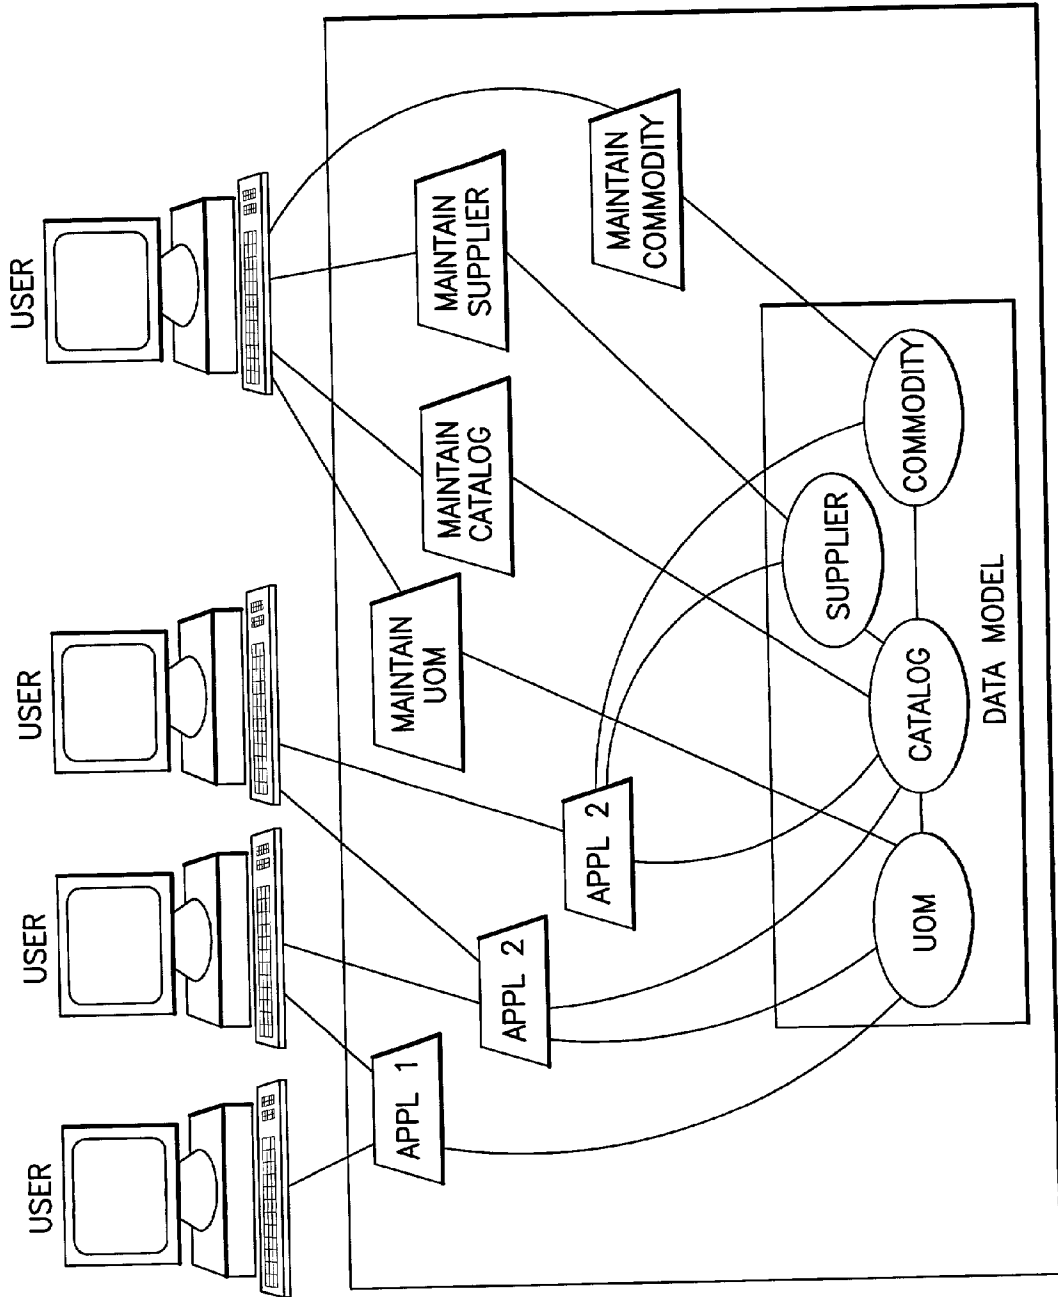 USER
USER
USER
USER
APPL 1
APPL 2
APPL 2
MAINTAIN
UOM
MAINTAIN
CATALOG
MAINTAIN
SUPPLIER
MAINTAIN
COMMODITY
UOM
CATALOG
SUPPLIER
COMMODITY
DATA MODEL